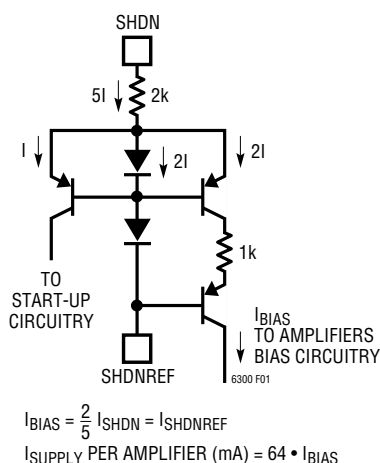 SHDN
5I
2k
I
2I
2I
1k
TO
START-UP
CIRCUITRY
IBIAS
TO AMPLIFIERS
BIAS CIRCUITRY
SHDNREF
6300 F01
IBIAS = 2/5 ISHDN = ISHDNREF
ISUPPLY PER AMPLIFIER (mA) = 64 • IBIAS